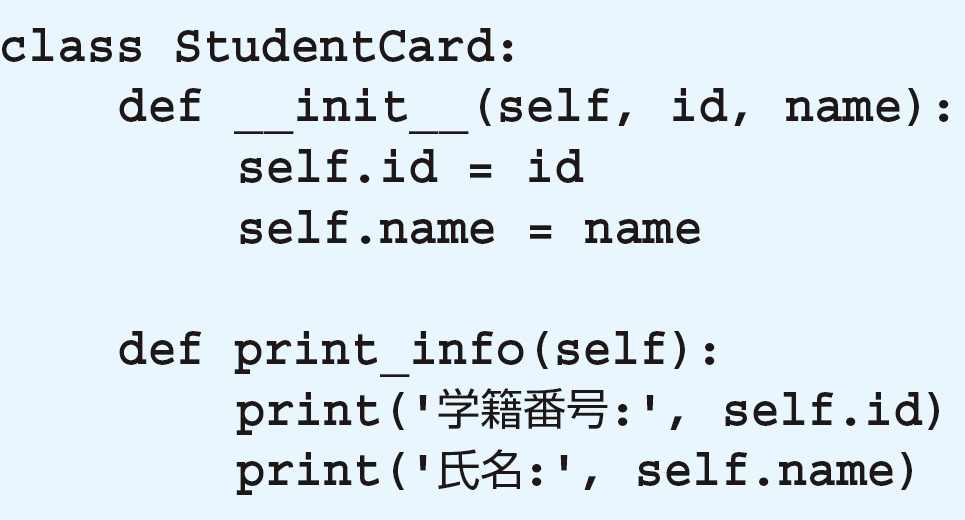 class StudentCard:
    def __init__(self, id, name):
        self.id = id
        self.name = name

    def print_info(self):
        print('学籍番号:', self.id)
        print('氏名:', self.name)